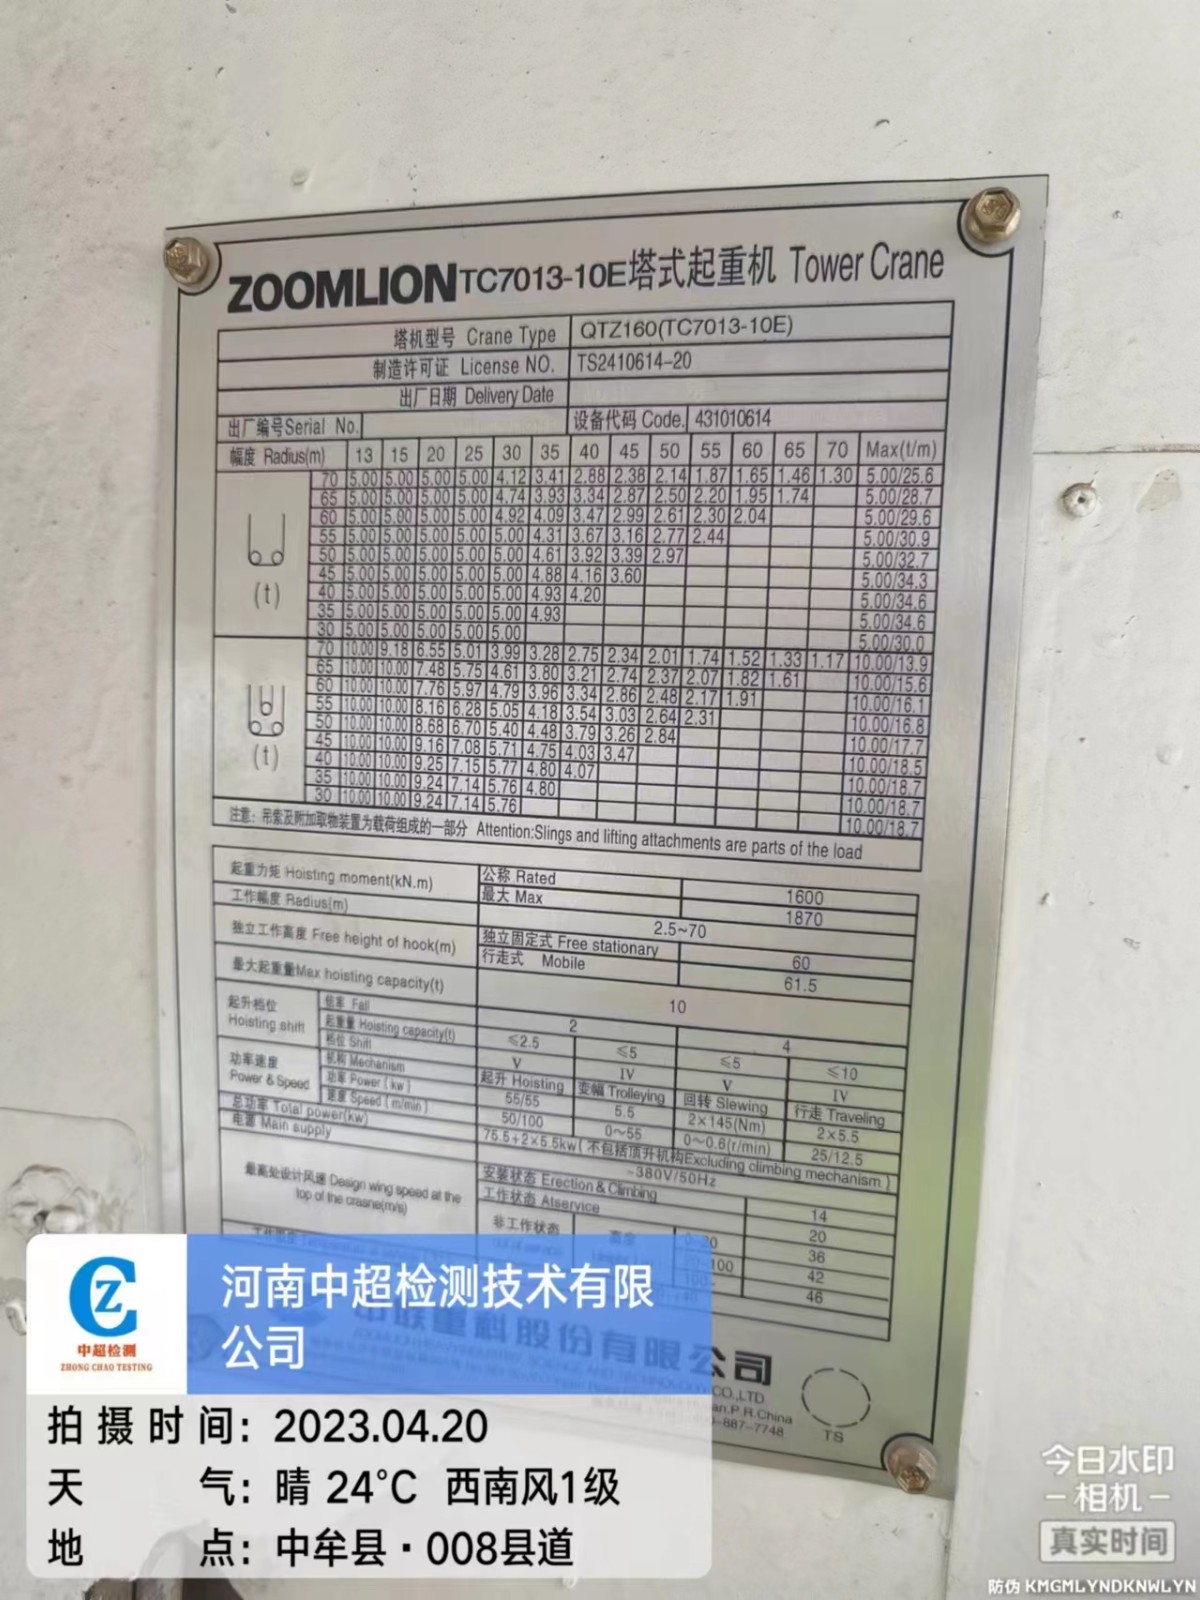 ZOOMLION TC7013-10E塔式起重机 Tower Crane
塔机型号 Crane Type QTZ160(TC7013-10E)
制造许可证 License NO. TS2410614-20
出厂日期 Delivery Date
出厂编号Serial No. 设备代码 Code. 431010614
幅度 Radius(m) 13 15 20 25 30 35 40 45 50 55 60 65 70 Max(t/m)
70 5.00 5.00 5.00 5.00 4.12 3.41 2.88 2.38 2.14 1.87 1.65 1.46 1.30 5.00/25.6
65 5.00 5.00 5.00 5.00 4.74 3.93 3.34 2.87 2.50 2.20 1.95 1.74 5.00/28.7
60 5.00 5.00 5.00 5.00 4.92 4.09 3.47 2.99 2.61 2.30 2.04 5.00/29.6
55 5.00 5.00 5.00 5.00 5.00 4.31 3.67 3.16 2.77 2.44 5.00/30.9
50 5.00 5.00 5.00 5.00 5.00 4.61 3.92 3.39 2.97 5.00/32.7
45 5.00 5.00 5.00 5.00 5.00 4.88 4.16 3.60 5.00/34.3
40 5.00 5.00 5.00 5.00 5.00 4.93 4.20 5.00/34.6
35 5.00 5.00 5.00 5.00 5.00 4.93 5.00/34.6
30 5.00 5.00 5.00 5.00 5.00 5.00/30.0
(t)
70 10.00 9.18 6.55 5.01 3.99 3.28 2.75 2.34 2.01 1.74 1.52 1.33 1.17 10.00/13.9
65 10.00 10.00 7.48 5.75 4.61 3.80 3.21 2.74 2.37 2.07 1.82 1.61 10.00/15.6
60 10.00 10.00 7.76 5.97 4.79 3.96 3.34 2.86 2.48 2.17 1.91 10.00/16.1
55 10.00 10.00 8.16 6.28 5.05 4.18 3.54 3.03 2.64 2.31 10.00/16.8
50 10.00 10.00 8.68 6.70 5.40 4.48 3.79 3.26 2.84 10.00/17.7
45 10.00 10.00 9.16 7.08 5.71 4.75 4.03 3.47 10.00/18.5
40 10.00 10.00 9.25 7.15 5.77 4.80 4.07 10.00/18.7
35 10.00 10.00 9.24 7.14 5.76 4.80 10.00/18.7
30 10.00 10.00 9.24 7.14 5.76 10.00/18.7
(t)
注意：吊索及附加取物装置为载荷组成的一部分 Attention:Slings and lifting attachments are parts of the load
起重力矩 Hoisting moment(kN.m) 公称 Rated 1600
最大 Max 1870
工作幅度 Radius(m) 2.5~70
独立工作高度 Free height of hook(m) 独立固定式 Free stationary 60
行走式 Mobile 61.5
最大起重量Max hoisting capacity(t) 10
起升档位 Hoisting shift 倍率 Fall 2 4
起重量 Hoisting capacity(t) ≤2.5 ≤5 ≤5 ≤10
档位 Shift V IV V IV
功率速度 Power & Speed 机构 Mechanism 起升 Hoisting 变幅 Trolleying 回转 Slewing 行走 Traveling
功率 Power(kw) 55/55 5.5 2×145(Nm) 2×5.5
速度 Speed(m/min) 50/100 0~55 0~0.6(r/min) 25/12.5
总功率 Total power(kw) 75.5+2×5.5kw(不包括顶升机构Excluding climbing mechanism)
电源 Main supply ~380V/50Hz
最高处设计风速 Design wing speed at the top of the crasne(m/s) 安装状态 Erection & Climbing 14
工作状态 Atservice 20
非工作状态 高度 36
100 42
46
中联重科股份有限公司
CO.,LTD
P.R.China
-887-7748
TS
中超检测
ZHONG CHAO TESTING
河南中超检测技术有限
公司
拍摄时间：2023.04.20
天气：晴 24℃ 西南风1级
地点：中牟县·008县道
今日水印
-相机-
真实时间
防伪 KMGMLYNDKNWLYN